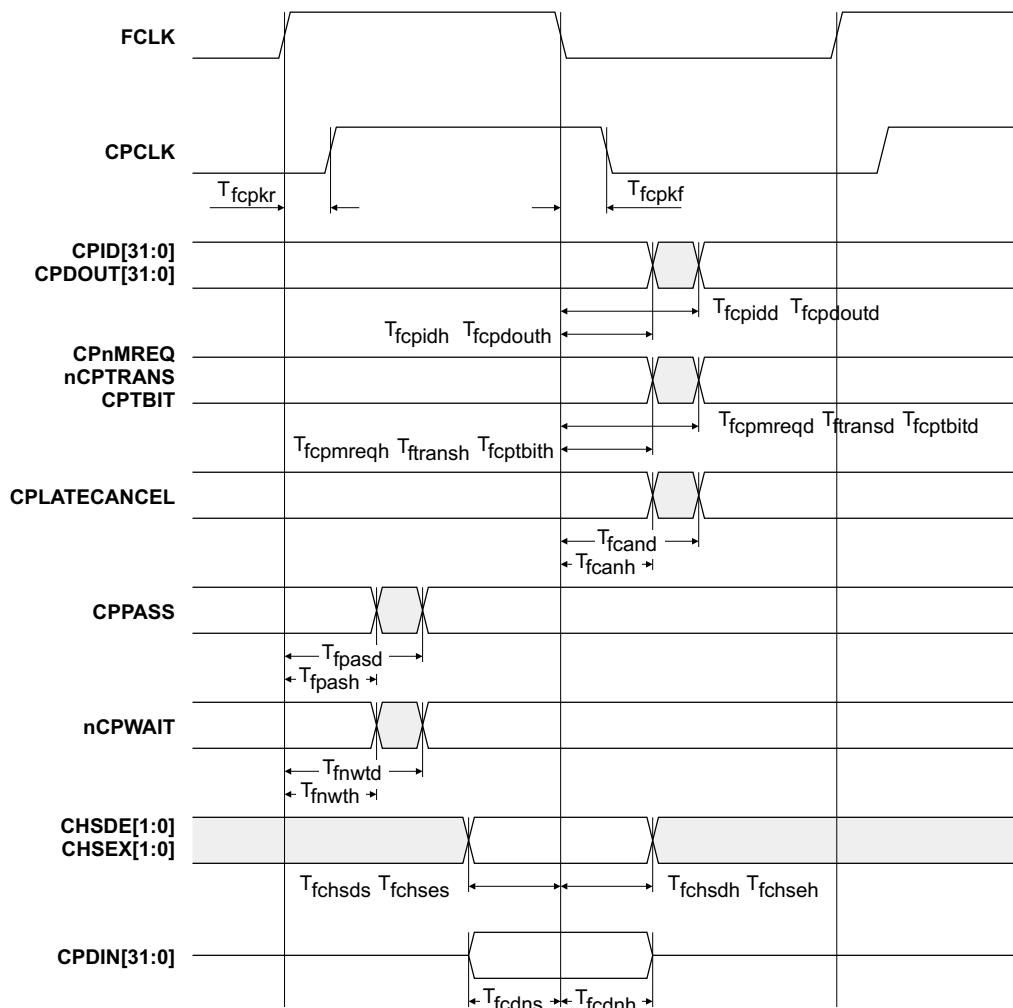 FCLK
CPCLK
Tfcpkr
Tfcpkf
CPID[31:0]
CPDOUT[31:0]
Tfcpidd Tfcpdoutd
Tfcpidh Tfcpdouth
CPnMREQ
nCPTRANS
CPTBIT
Tfcpmreqd Tftransd Tfcptbitd
Tfcpmreqh Tftransh Tfcptbith
CPLATECANCEL
Tfcand
Tfcanh
CPPASS
Tfpasd
Tfpash
nCPWAIT
Tfnwtd
Tfnwth
CHSDE[1:0]
CHSEX[1:0]
Tfchsds Tfchses
Tfchsdh Tfchseh
CPDIN[31:0]
Tfcdns
Tfcdnh